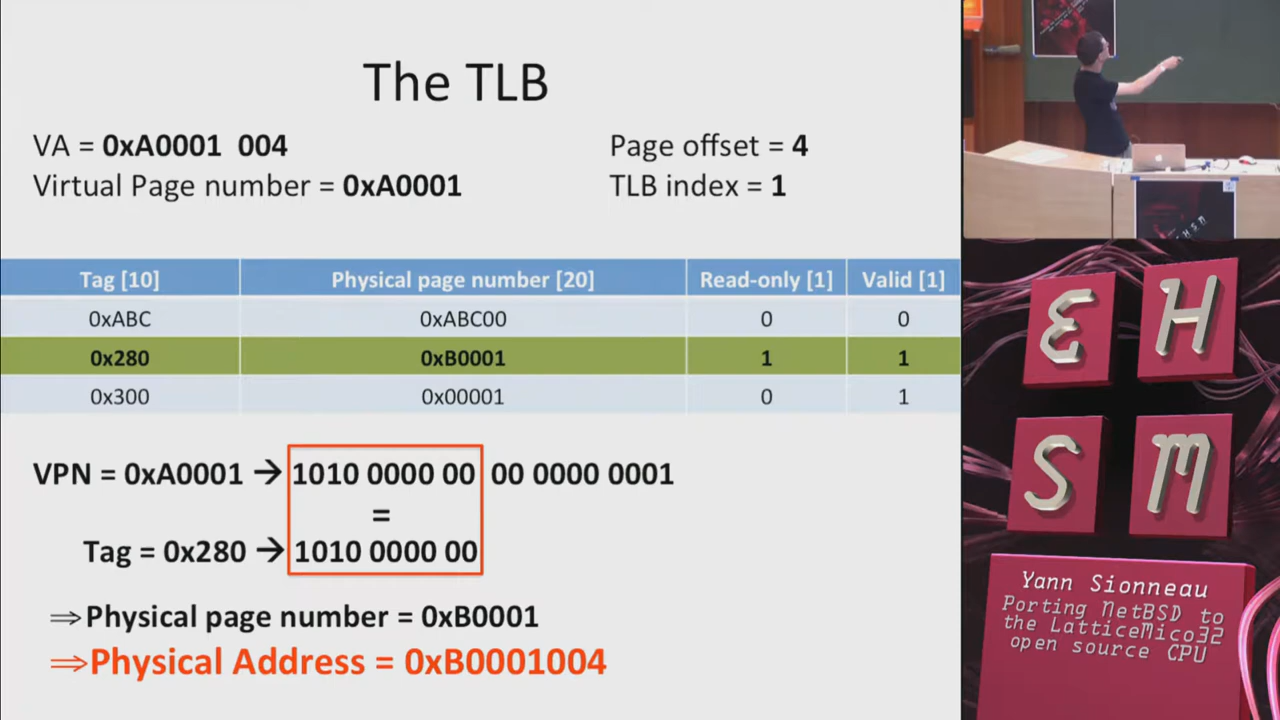 The TLB
VA = 0xA0001 004
Page offset = 4
Virtual Page number = 0xA0001
TLB index = 1
Tag [10] Physical page number [20] Read-only [1] Valid [1]
0xABC 0xABC00 0 0
0x280 0xB0001 1 1
0x300 0x00001 0 1
VPN = 0xA0001 → 1010 0000 00 00 0000 0001
=
Tag = 0x280 → 1010 0000 00
⇒Physical page number = 0xB0001
⇒Physical Address = 0xB0001004
E H
S M
Yann Sionneau
Porting NetBSD to
the LatticeMico32
open source CPU
EHSM